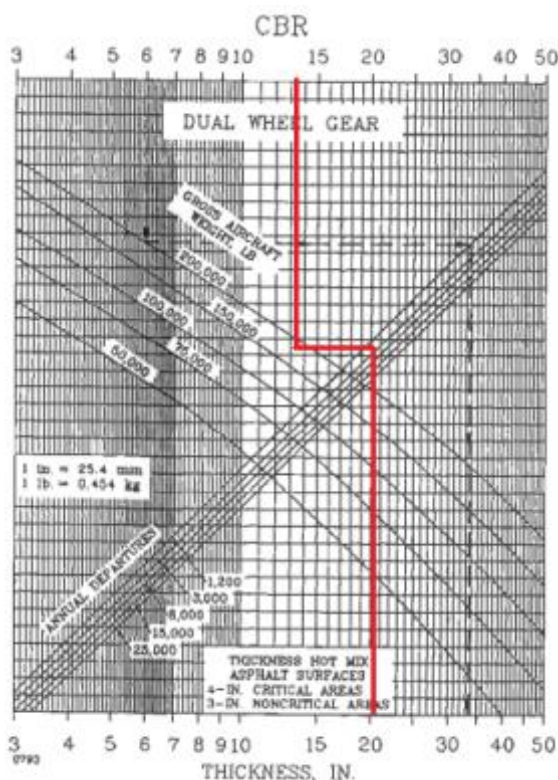 CBR
3 4 5 6 7 8 9 10 15 20 30 40 50
DUAL WHEEL GEAR
GROSS AIRCRAFT
WEIGHT, LB
200,000
150,000
100,000
75,000
50,000
1 in. = 25.4 mm
1 lb. = 0.454 kg
ANNUAL DEPARTURES
1,200
3,000
6,000
15,000
25,000
THICKNESS HOT MIX
ASPHALT SURFACES
4-IN. CRITICAL AREAS
3-IN. NONCRITICAL AREAS
3 4 5 6 7 8 9 10 15 20 30 40 50
0793
THICKNESS, IN.